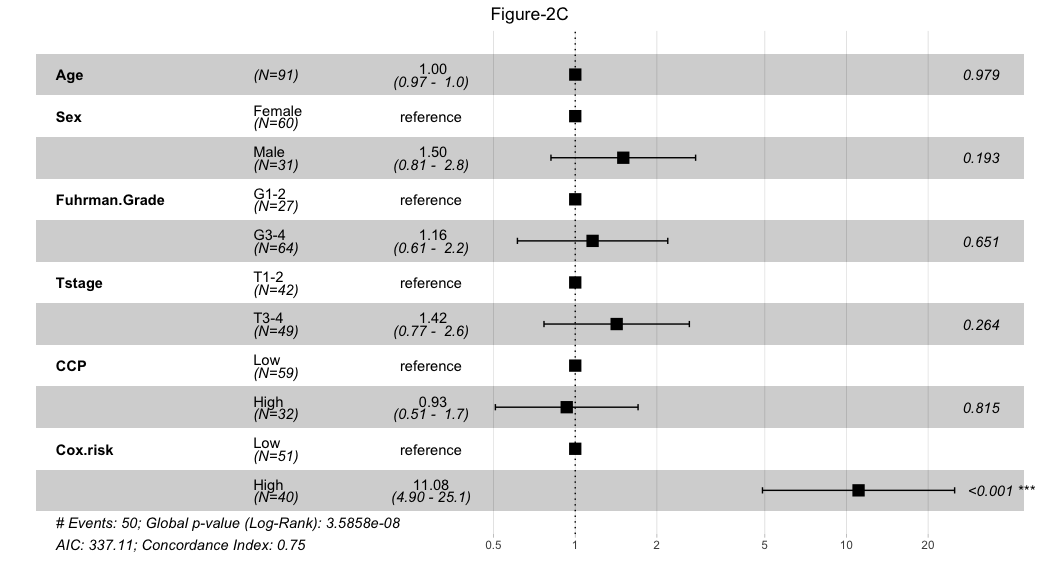 Figure-2C
Age (N=91) 1.00 (0.97 - 1.0) 0.979
Sex Female (N=60) reference
Male (N=31) 1.50 (0.81 - 2.8) 0.193
Fuhrman.Grade G1-2 (N=27) reference
G3-4 (N=64) 1.16 (0.61 - 2.2) 0.651
Tstage T1-2 (N=42) reference
T3-4 (N=49) 1.42 (0.77 - 2.6) 0.264
CCP Low (N=59) reference
High (N=32) 0.93 (0.51 - 1.7) 0.815
Cox.risk Low (N=51) reference
High (N=40) 11.08 (4.90 - 25.1) <0.001 ***
# Events: 50; Global p-value (Log-Rank): 3.5858e-08
AIC: 337.11; Concordance Index: 0.75
0.5 1 2 5 10 20